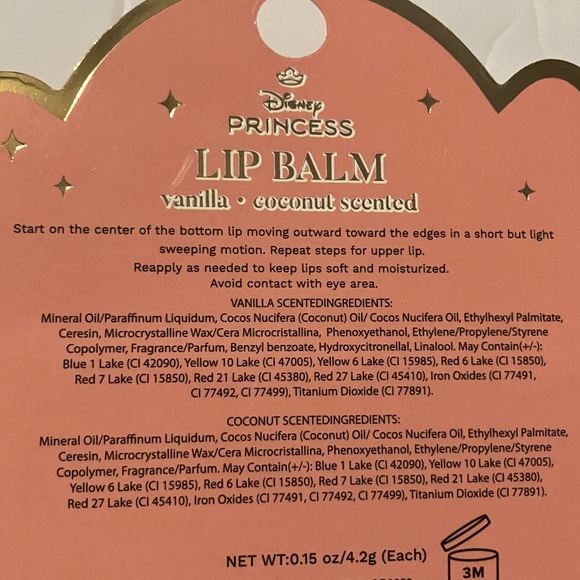 Disney
PRINCESS
LIP BALM
vanilla • coconut scented
Start on the center of the bottom lip moving outward toward the edges in a short but light
sweeping motion. Repeat steps for upper lip.
Reapply as needed to keep lips soft and moisturized.
Avoid contact with eye area.
VANILLA SCENTEDINGREDIENTS:
Mineral Oil/Paraffinum Liquidum, Cocos Nucifera (Coconut) Oil/ Cocos Nucifera Oil, Ethylhexyl Palmitate,
Ceresin, Microcrystalline Wax/Cera Microcristallina, Phenoxyethanol, Ethylene/Propylene/Styrene
Copolymer, Fragrance/Parfum, Benzyl benzoate, Hydroxycitronellal, Linalool. May Contain(+/-):
Blue 1 Lake (CI 42090), Yellow 10 Lake (CI 47005), Yellow 6 Lake (CI 15985), Red 6 Lake (CI 15850),
Red 7 Lake (CI 15850), Red 21 Lake (CI 45380), Red 27 Lake (CI 45410), Iron Oxides (CI 77491,
CI 77492, CI 77499), Titanium Dioxide (CI 77891).
COCONUT SCENTEDINGREDIENTS:
Mineral Oil/Paraffinum Liquidum, Cocos Nucifera (Coconut) Oil/ Cocos Nucifera Oil, Ethylhexyl Palmitate,
Ceresin, Microcrystalline Wax/Cera Microcristallina, Phenoxyethanol, Ethylene/Propylene/Styrene
Copolymer, Fragrance/Parfum. May Contain(+/-): Blue 1 Lake (CI 42090), Yellow 10 Lake (CI 47005),
Yellow 6 Lake (CI 15985), Red 6 Lake (CI 15850), Red 7 Lake (CI 15850), Red 21 Lake (CI 45380),
Red 27 Lake (CI 45410), Iron Oxides (CI 77491, CI 77492, CI 77499), Titanium Dioxide (CI 77891).
NET WT:0.15 oz/4.2g (Each)
3M